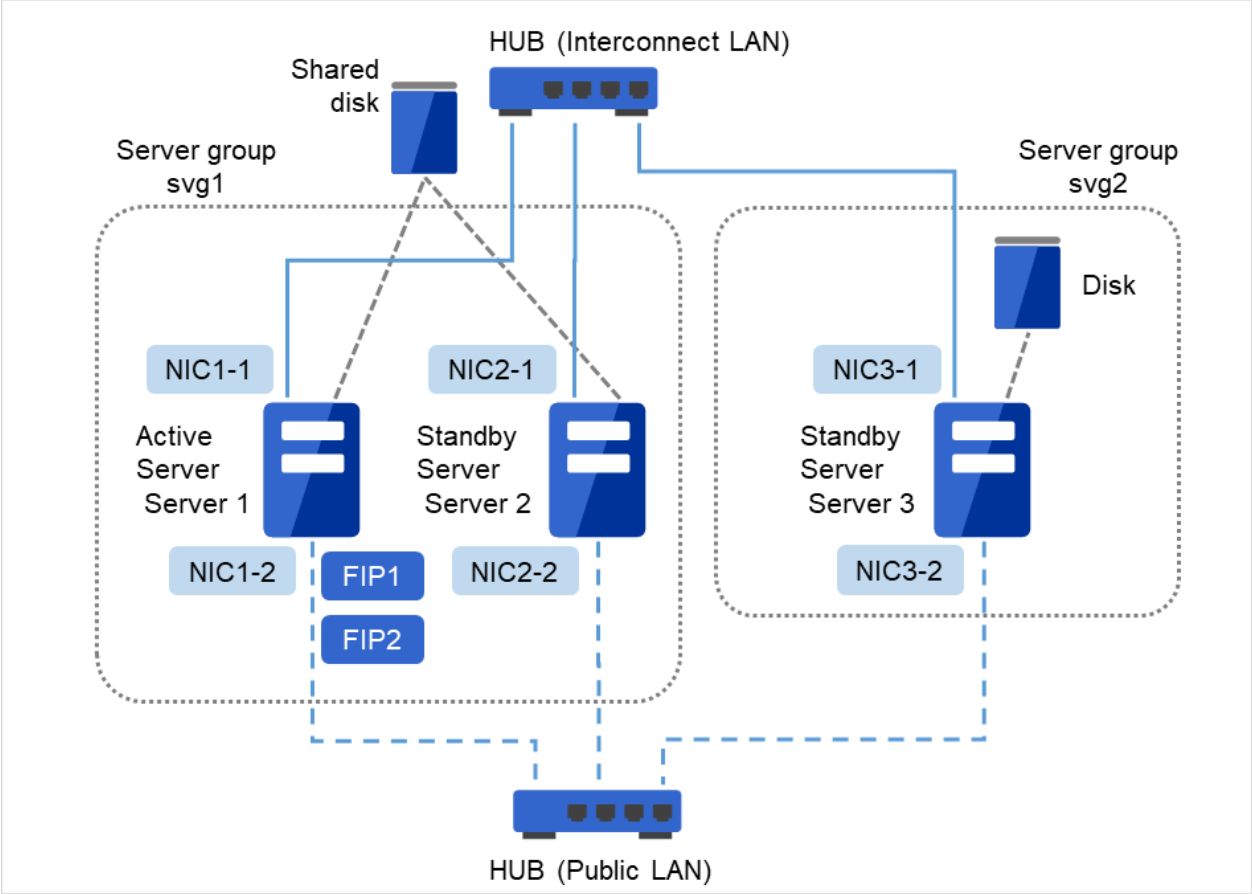 HUB (Interconnect LAN)
Shared
disk
Server group
svg1
Server group
svg2
Disk
NIC1-1
NIC2-1
NIC3-1
Active
Server
Server 1
Standby
Server
Server 2
Standby
Server
Server 3
NIC1-2
FIP1
NIC2-2
NIC3-2
FIP2
HUB (Public LAN)